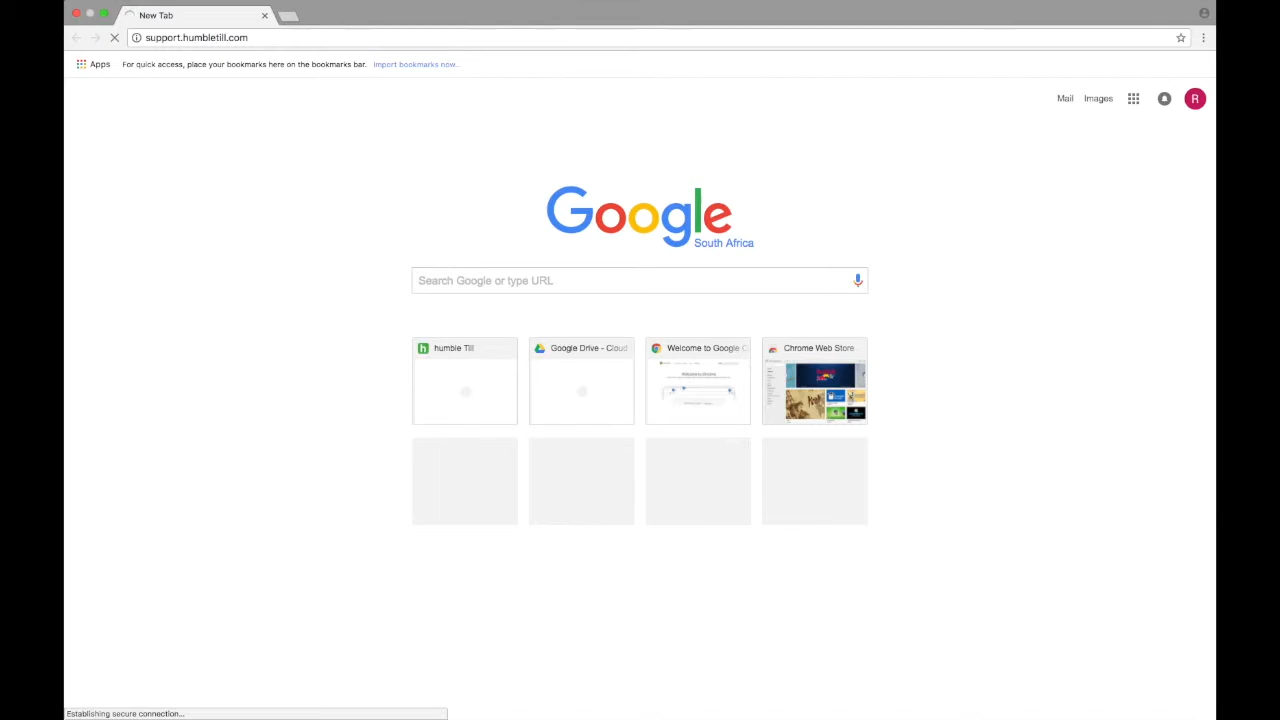 New Tab
support.humbletill.com
Apps For quick access, place your bookmarks here on the bookmarks bar. Import bookmarks now...
Mail Images R
Google
South Africa
Search Google or type URL
h humble Till Google Drive - Cloud Welcome to Google C Chrome Web Store
Establishing secure connection...